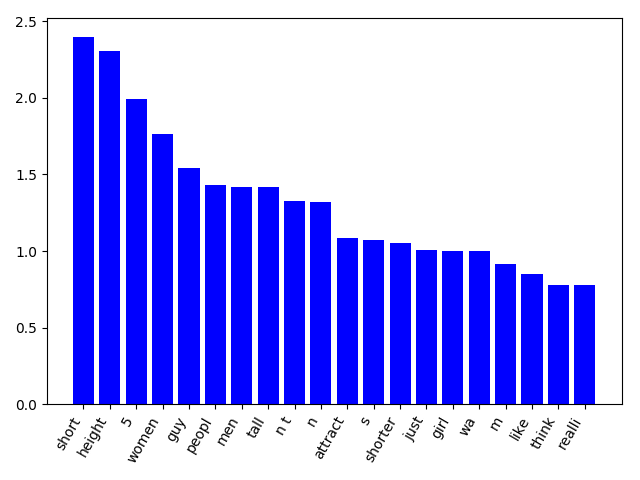 2.5
2.0
1.5
1.0
0.5
0.0
short
height
5
women
guy
peopl
men
tall
n t
n
attract
s
shorter
just
girl
wa
m
like
think
realli